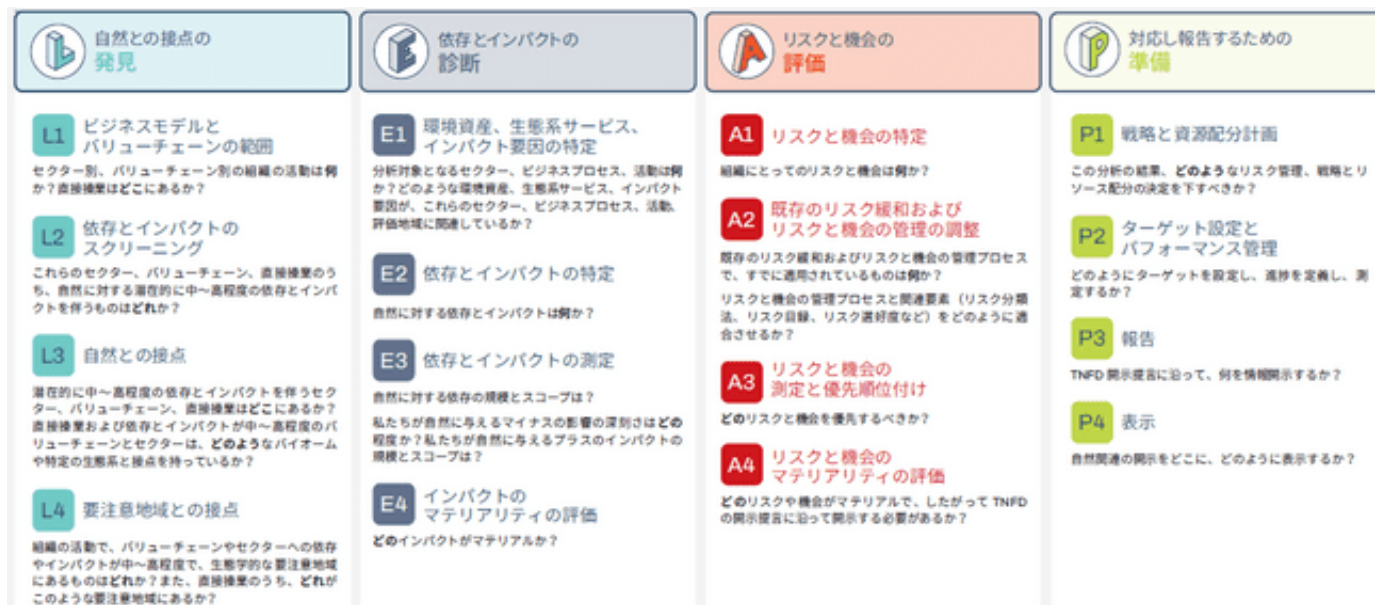 L
自然との接点の
発見
L1
ビジネスモデルと
バリューチェーンの範囲
セクター別、バリューチェーン別の組織の活動は何
か？直接操業はどこにあるか？
L2
依存とインパクトの
スクリーニング
これらのセクター、バリューチェーン、直接操業のう
ち、自然に対する潜在的に中〜高程度の依存とインパ
クトを伴うものはどれか？
L3
自然との接点
潜在的に中〜高程度の依存とインパクトを伴うセク
ター、バリューチェーン、直接操業はどこにあるか？
直接操業および依存とインパクトが中〜高程度のバ
リューチェーンとセクターは、どのようなバイオーム
や特定の生態系と接点を持っているか？
L4
要注意地域との接点
組織の活動で、バリューチェーンやセクターへの依存
やインパクトが中〜高程度で、生態学的な要注意地域
にあるものはどれか？また、直接操業のうち、どれが
このような要注意地域にあるか？
E
依存とインパクトの
診断
E1
環境資産、生態系サービス、
インパクト要因の特定
分析対象となるセクター、ビジネスプロセス、活動は何
か？どのような環境資産、生態系サービス、インパクト
要因が、これらのセクター、ビジネスプロセス、活動、
評価地域に関連しているか？
E2
依存とインパクトの特定
自然に対する依存とインパクトは何か？
E3
依存とインパクトの測定
自然に対する依存の規模とスコープは？
私たちが自然に与えるマイナスの影響の深刻さはどの
程度か？私たちが自然に与えるプラスのインパクトの
規模とスコープは？
E4
インパクトの
マテリアリティの評価
どのインパクトがマテリアルか？
A
リスクと機会の
評価
A1
リスクと機会の特定
組織にとってのリスクと機会は何か？
A2
既存のリスク緩和および
リスクと機会の管理の調整
既存のリスク緩和およびリスクと機会の管理プロセス
で、すでに適用されているものは何か？
リスクと機会の管理プロセスと関連要素（リスク分類
法、リスク目録、リスク選好度など）をどのように適
合させるか？
A3
リスクと機会の
測定と優先順位付け
どのリスクと機会を優先するべきか？
A4
リスクと機会の
マテリアリティの評価
どのリスクや機会がマテリアルで、したがって TNFD
の開示提言に沿って開示する必要があるか？
P
対応し報告するための
準備
P1
戦略と資源配分計画
この分析の結果、どのようなリスク管理、戦略とリ
ソース配分の決定を下すべきか？
P2
ターゲット設定と
パフォーマンス管理
どのようにターゲットを設定し、進捗を定義し、測
定するか？
P3
報告
TNFD 開示提言に沿って、何を情報開示するか？
P4
表示
自然関連の開示をどこに、どのように表示するか？